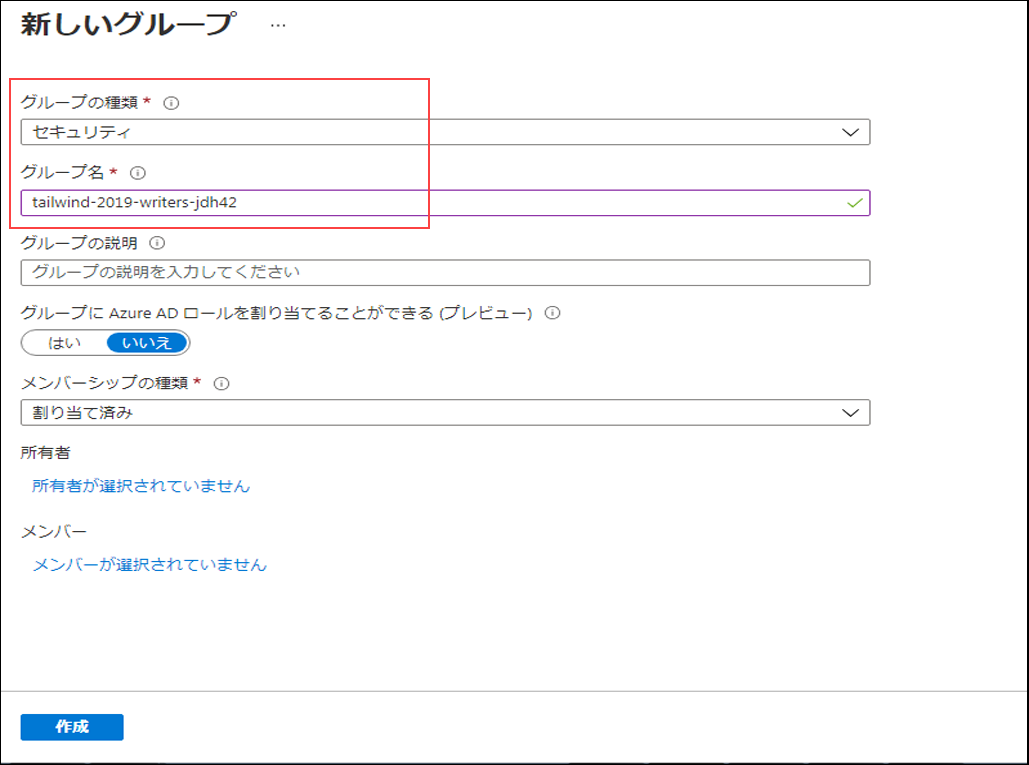 新しいグループ ...
グループの種類 *
セキュリティ
グループ名 *
tailwind-2019-writers-jdh42
グループの説明
グループの説明を入力してください
グループに Azure AD ロールを割り当てることができる (プレビュー)
はい いいえ
メンバーシップの種類 *
割り当て済み
所有者
所有者が選択されていません
メンバー
メンバーが選択されていません
作成